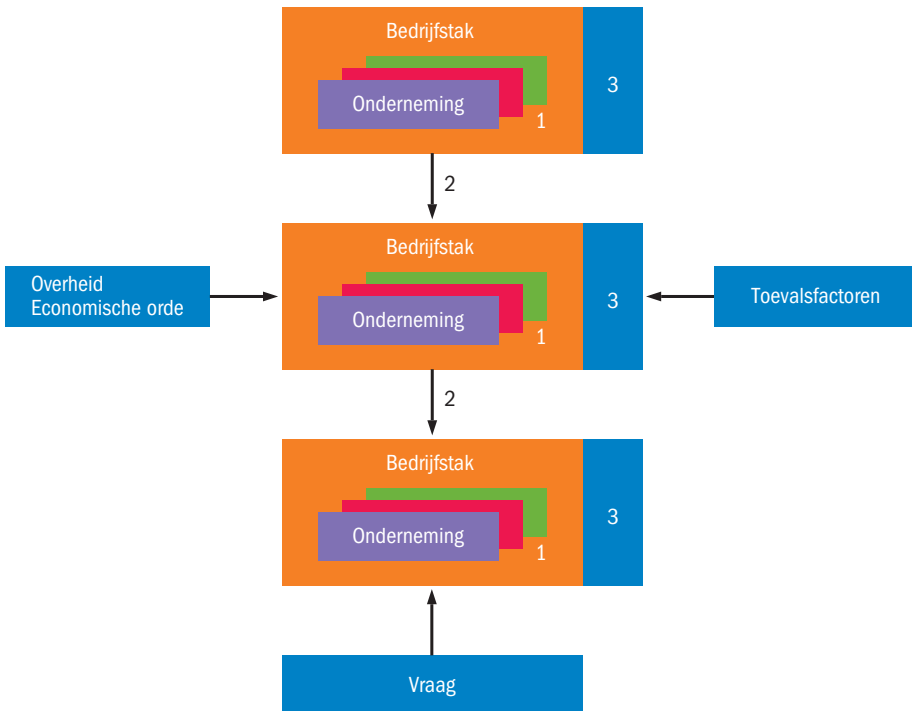 Bedrijfstak
Onderneming
1
3
2
Bedrijfstak
Onderneming
1
3
Overheid
Economische orde
Toevalsfactoren
2
Bedrijfstak
Onderneming
1
3
Vraag